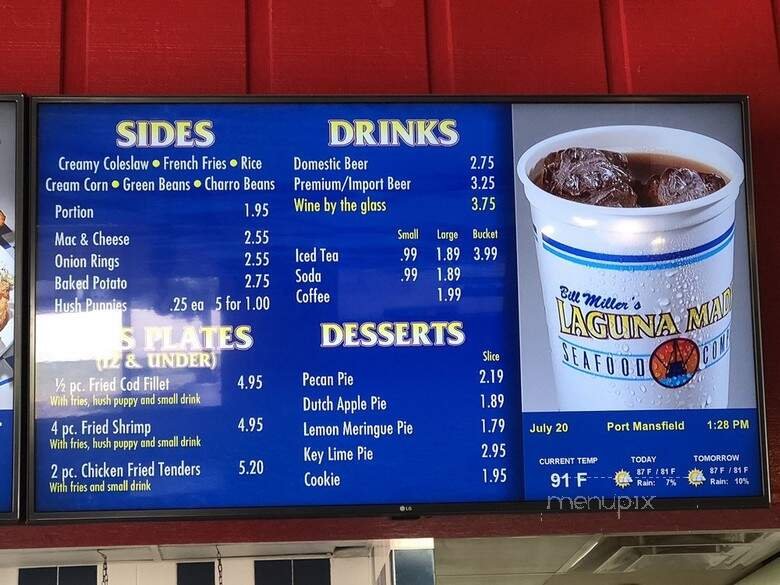 SIDES
Creamy Coleslaw • French Fries • Rice
Cream Corn • Green Beans • Charro Beans
Portion 1.95
Mac & Cheese 2.55
Onion Rings 2.55
Baked Potato 2.75
Hush Puppies .25 ea 5 for 1.00
S PLATES
(12 & UNDER)
½ pc. Fried Cod Fillet 4.95
With fries, hush puppy and small drink
4 pc. Fried Shrimp 4.95
With fries, hush puppy and small drink
2 pc. Chicken Fried Tenders 5.20
With fries and small drink
DRINKS
Domestic Beer 2.75
Premium/Import Beer 3.25
Wine by the glass 3.75
Small Large Bucket
Iced Tea .99 1.89 3.99
Soda .99 1.89
Coffee 1.99
DESSERTS
Slice
Pecan Pie 2.19
Dutch Apple Pie 1.89
Lemon Meringue Pie 1.79
Key Lime Pie 2.95
Cookie 1.95
Bill Miller's
LAGUNA MAD
SEAFOOD COM
July 20 Port Mansfield 1:28 PM
CURRENT TEMP TODAY TOMORROW
91 F 87 F / 81 F 87 F / 81 F
Rain: 7% Rain: 10%
LG
menupix